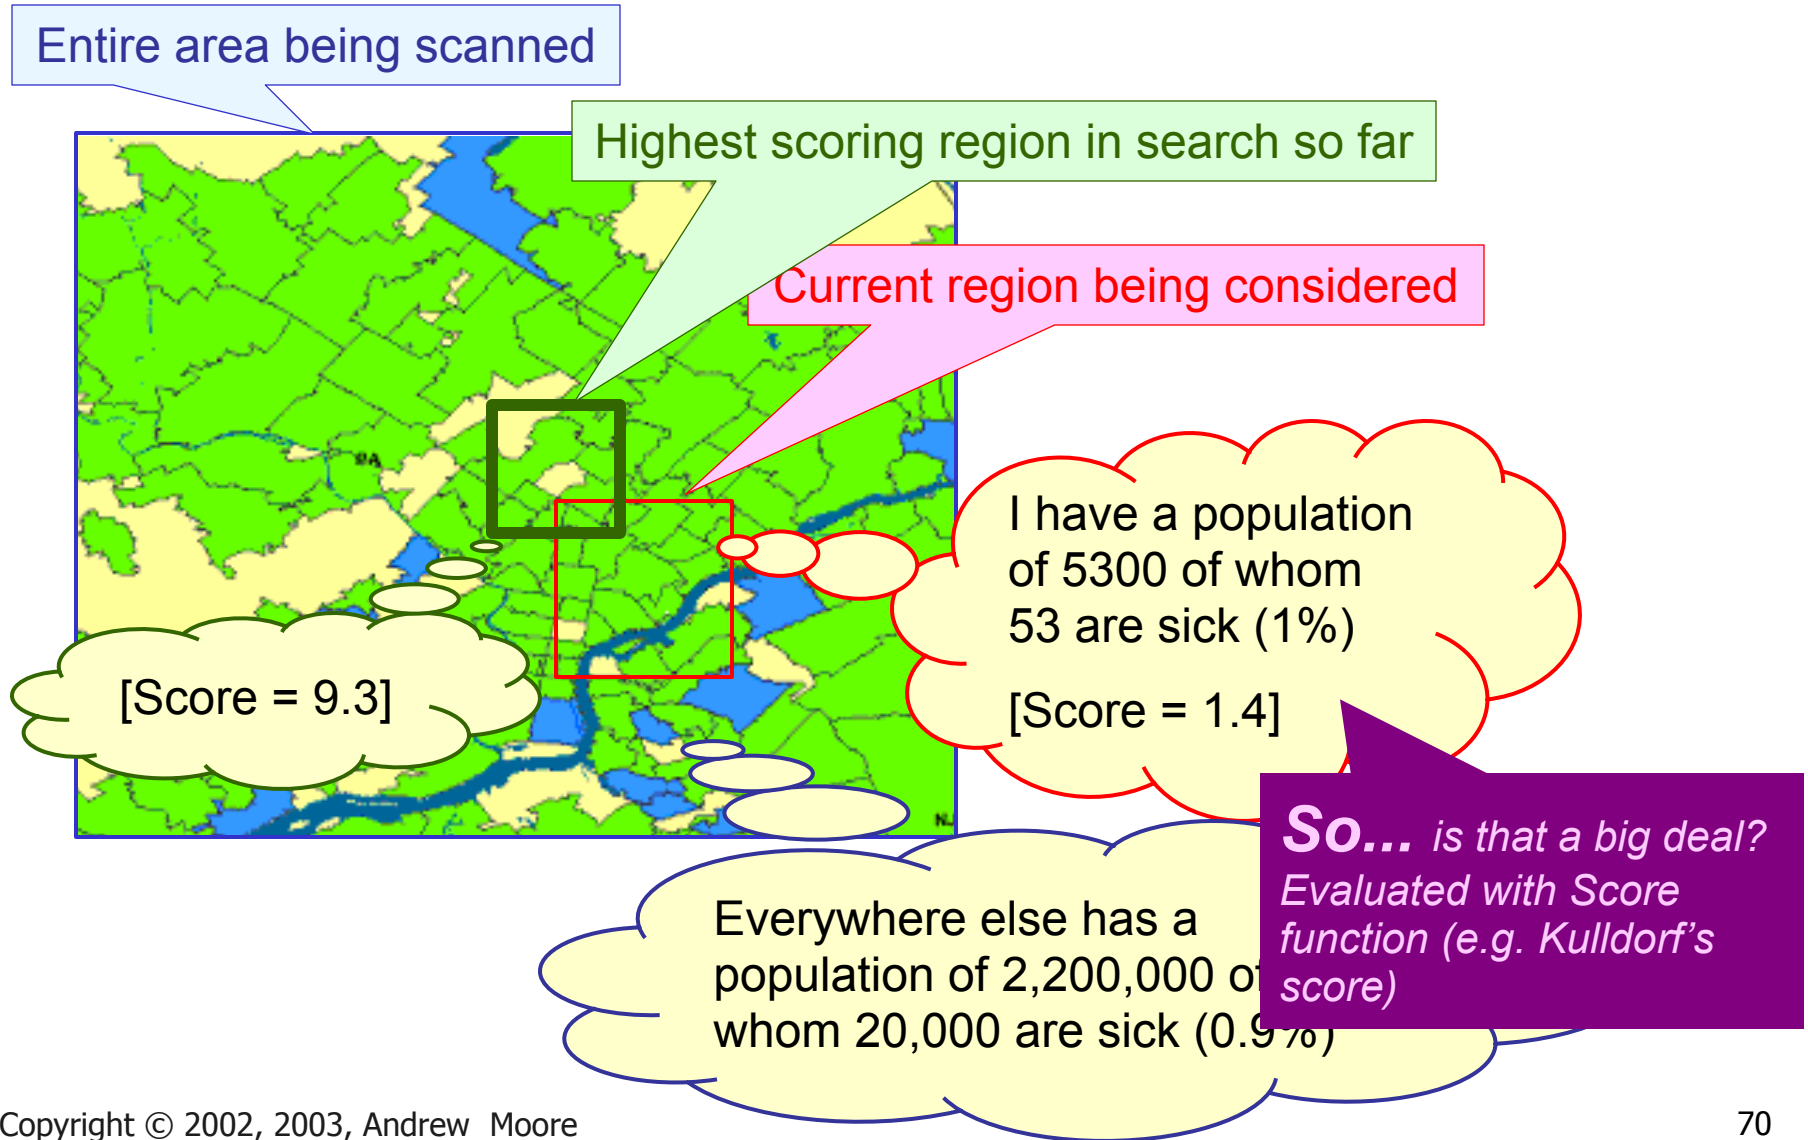 Entire area being scanned
Highest scoring region in search so far
Current region being considered
PA
I have a population
of 5300 of whom
53 are sick (1%)
[Score = 1.4]
[Score = 9.3]
So... is that a big deal?
Evaluated with Score
function (e.g. Kulldorf's
score)
Everywhere else has a
population of 2,200,000 of
whom 20,000 are sick (0.9%)
Copyright © 2002, 2003, Andrew Moore
70